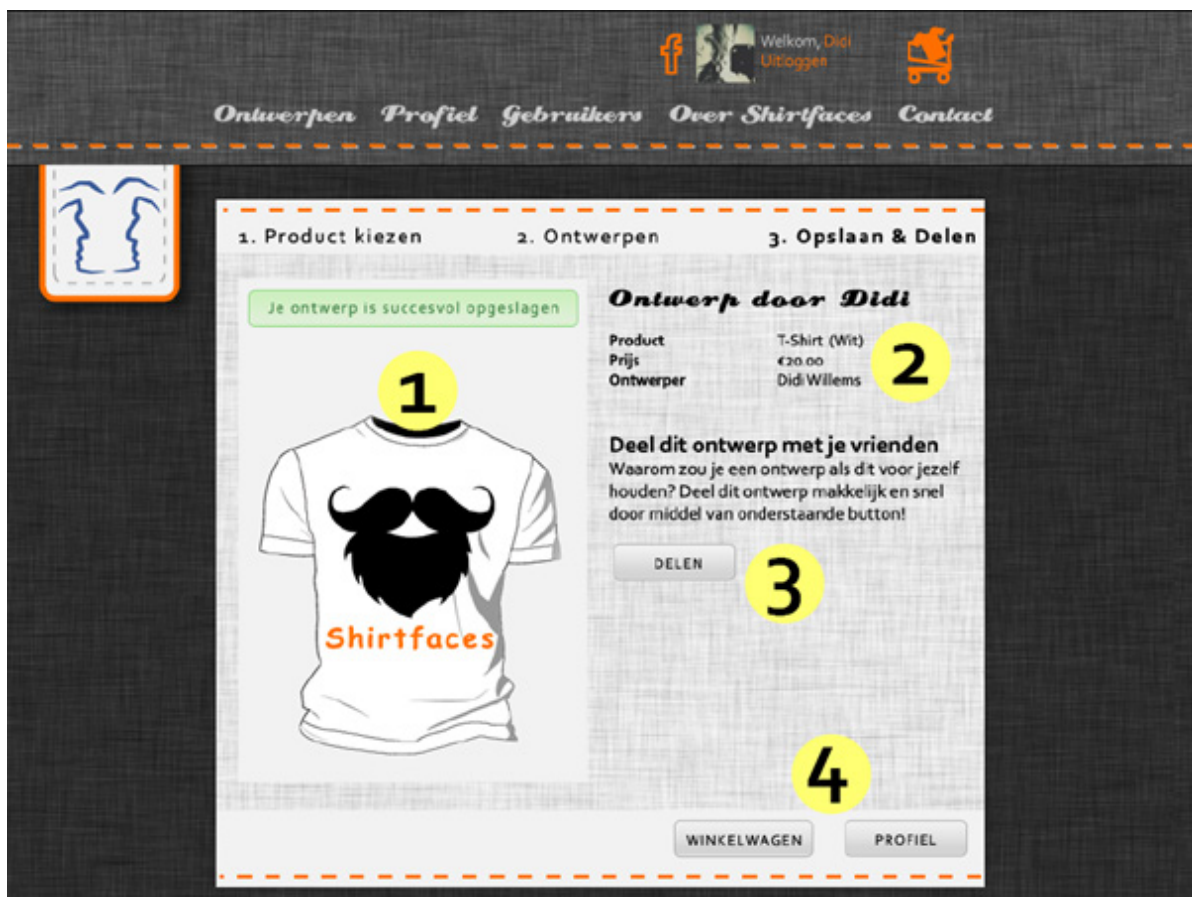 f
Welkom, Didi
Uitloggen
Ontwerpen Profiel Gebruikers Over Shirtfaces Contact
1. Product kiezen 2. Ontwerpen 3. Opslaan & Delen
Je ontwerp is succesvol opgeslagen
1
Shirtfaces
Ontwerp door Didi
Product T-Shirt (Wit)
Prijs €20.00
Ontwerper Didi Willems
2
Deel dit ontwerp met je vrienden
Waarom zou je een ontwerp als dit voor jezelf
houden? Deel dit ontwerp makkelijk en snel
door middel van onderstaande button!
DELEN
3
4
WINKELWAGEN PROFIEL